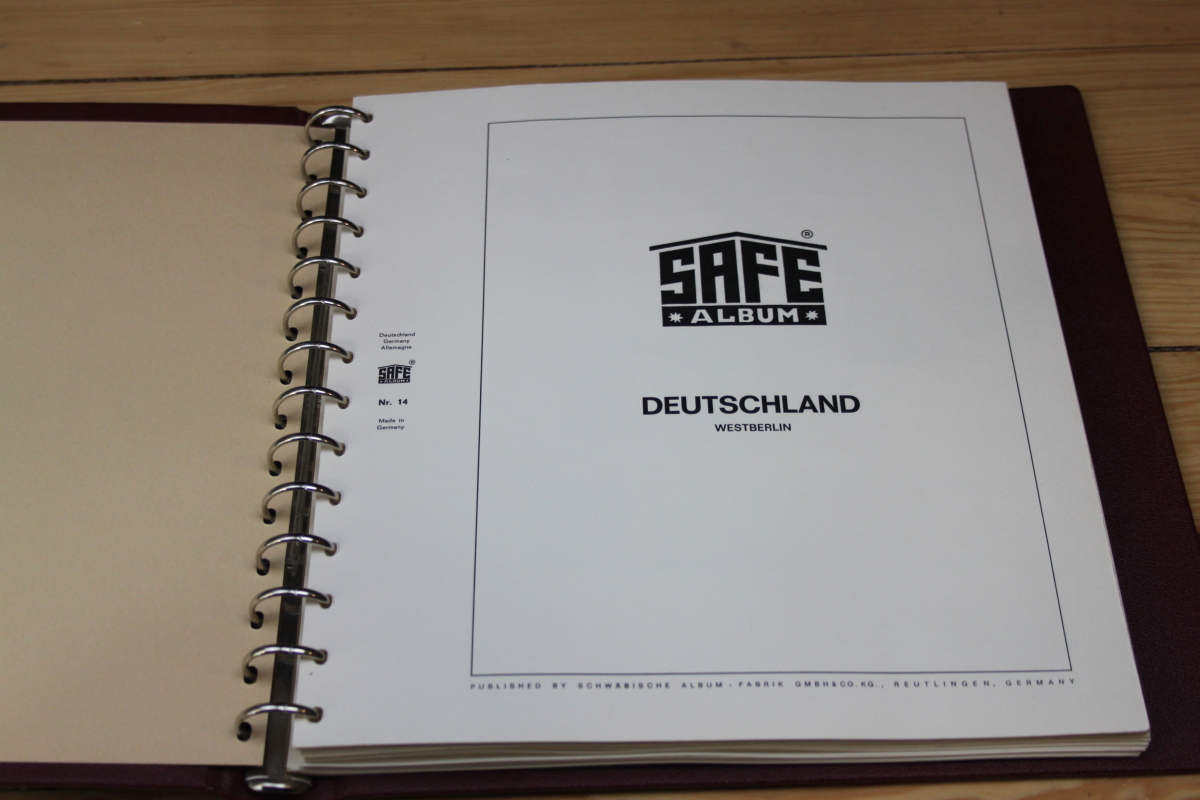 Deutschland
Germany
Allemagne
SAFE ®
ALBUM
Nr. 14
Made in
Germany
SAFE ®
ALBUM
DEUTSCHLAND
WESTBERLIN
PUBLISHED BY SCHWÄBISCHE ALBUM - FABRIK GMBH & CO. KG., REUTLINGEN, GERMANY